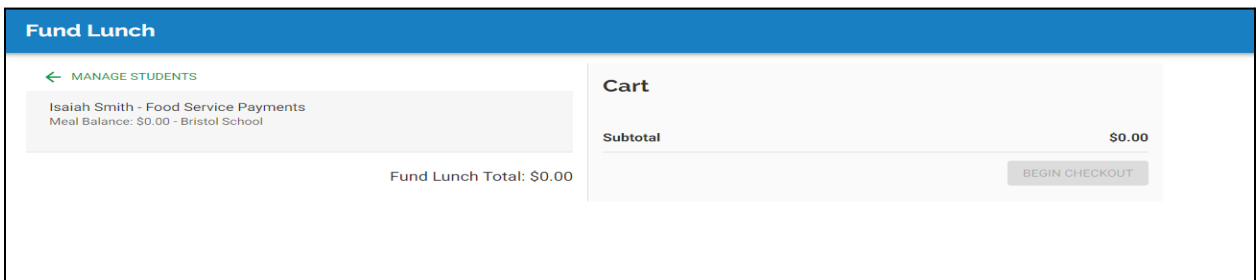 Fund Lunch
← MANAGE STUDENTS
Isaiah Smith - Food Service Payments
Meal Balance: $0.00 - Bristol School
Fund Lunch Total: $0.00
Cart
Subtotal $0.00
BEGIN CHECKOUT